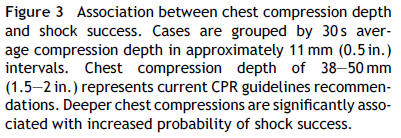 Figure 3 Association between chest compression depth
and shock success. Cases are grouped by 30 s aver-
age compression depth in approximately 11 mm (0.5 in.)
intervals. Chest compression depth of 38—50 mm
(1.5—2 in.) represents current CPR guidelines recommen-
dations. Deeper chest compressions are significantly asso-
ciated with increased probability of shock success.